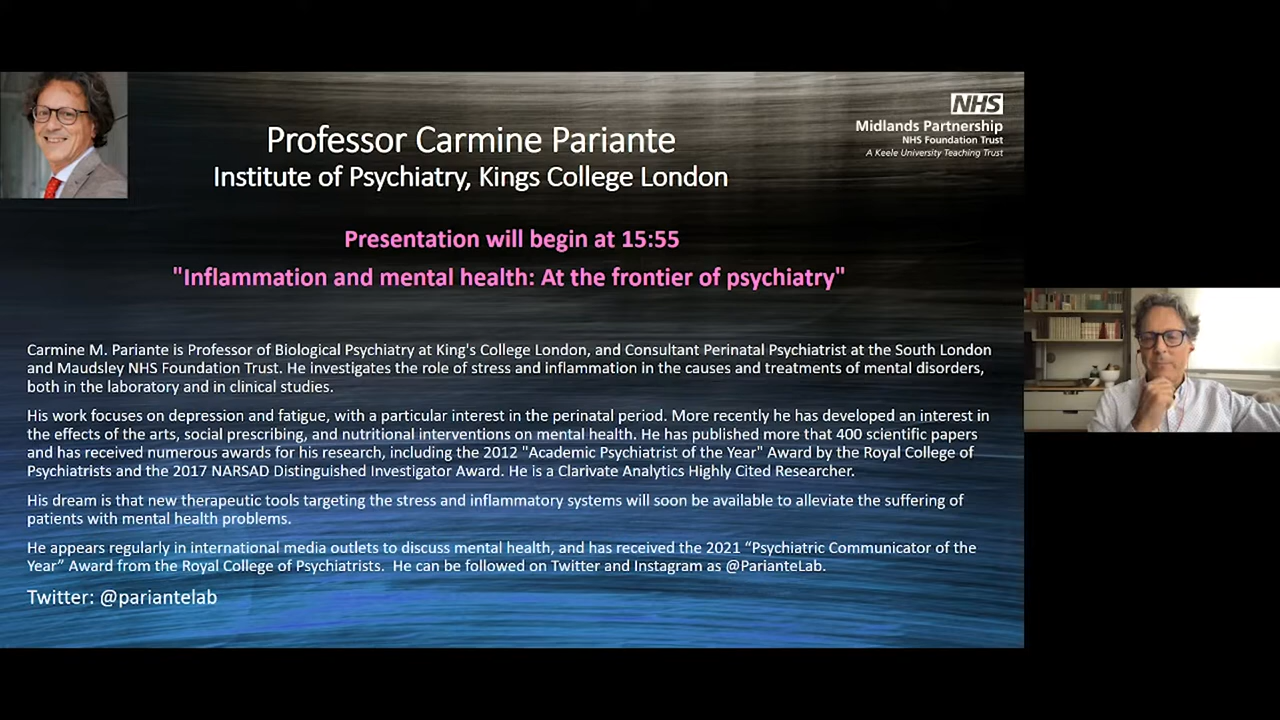 NHS
Midlands Partnership
NHS Foundation Trust
A Keele University Teaching Trust
Professor Carmine Pariante
Institute of Psychiatry, Kings College London
Presentation will begin at 15:55
"Inflammation and mental health: At the frontier of psychiatry"
Carmine M. Pariante is Professor of Biological Psychiatry at King's College London, and Consultant Perinatal Psychiatrist at the South London
and Maudsley NHS Foundation Trust. He investigates the role of stress and inflammation in the causes and treatments of mental disorders,
both in the laboratory and in clinical studies.
His work focuses on depression and fatigue, with a particular interest in the perinatal period. More recently he has developed an interest in
the effects of the arts, social prescribing, and nutritional interventions on mental health. He has published more that 400 scientific papers
and has received numerous awards for his research, including the 2012 "Academic Psychiatrist of the Year" Award by the Royal College of
Psychiatrists and the 2017 NARSAD Distinguished Investigator Award. He is a Clarivate Analytics Highly Cited Researcher.
His dream is that new therapeutic tools targeting the stress and inflammatory systems will soon be available to alleviate the suffering of
patients with mental health problems.
He appears regularly in international media outlets to discuss mental health, and has received the 2021 “Psychiatric Communicator of the
Year” Award from the Royal College of Psychiatrists. He can be followed on Twitter and Instagram as @ParianteLab.
Twitter: @pariantelab